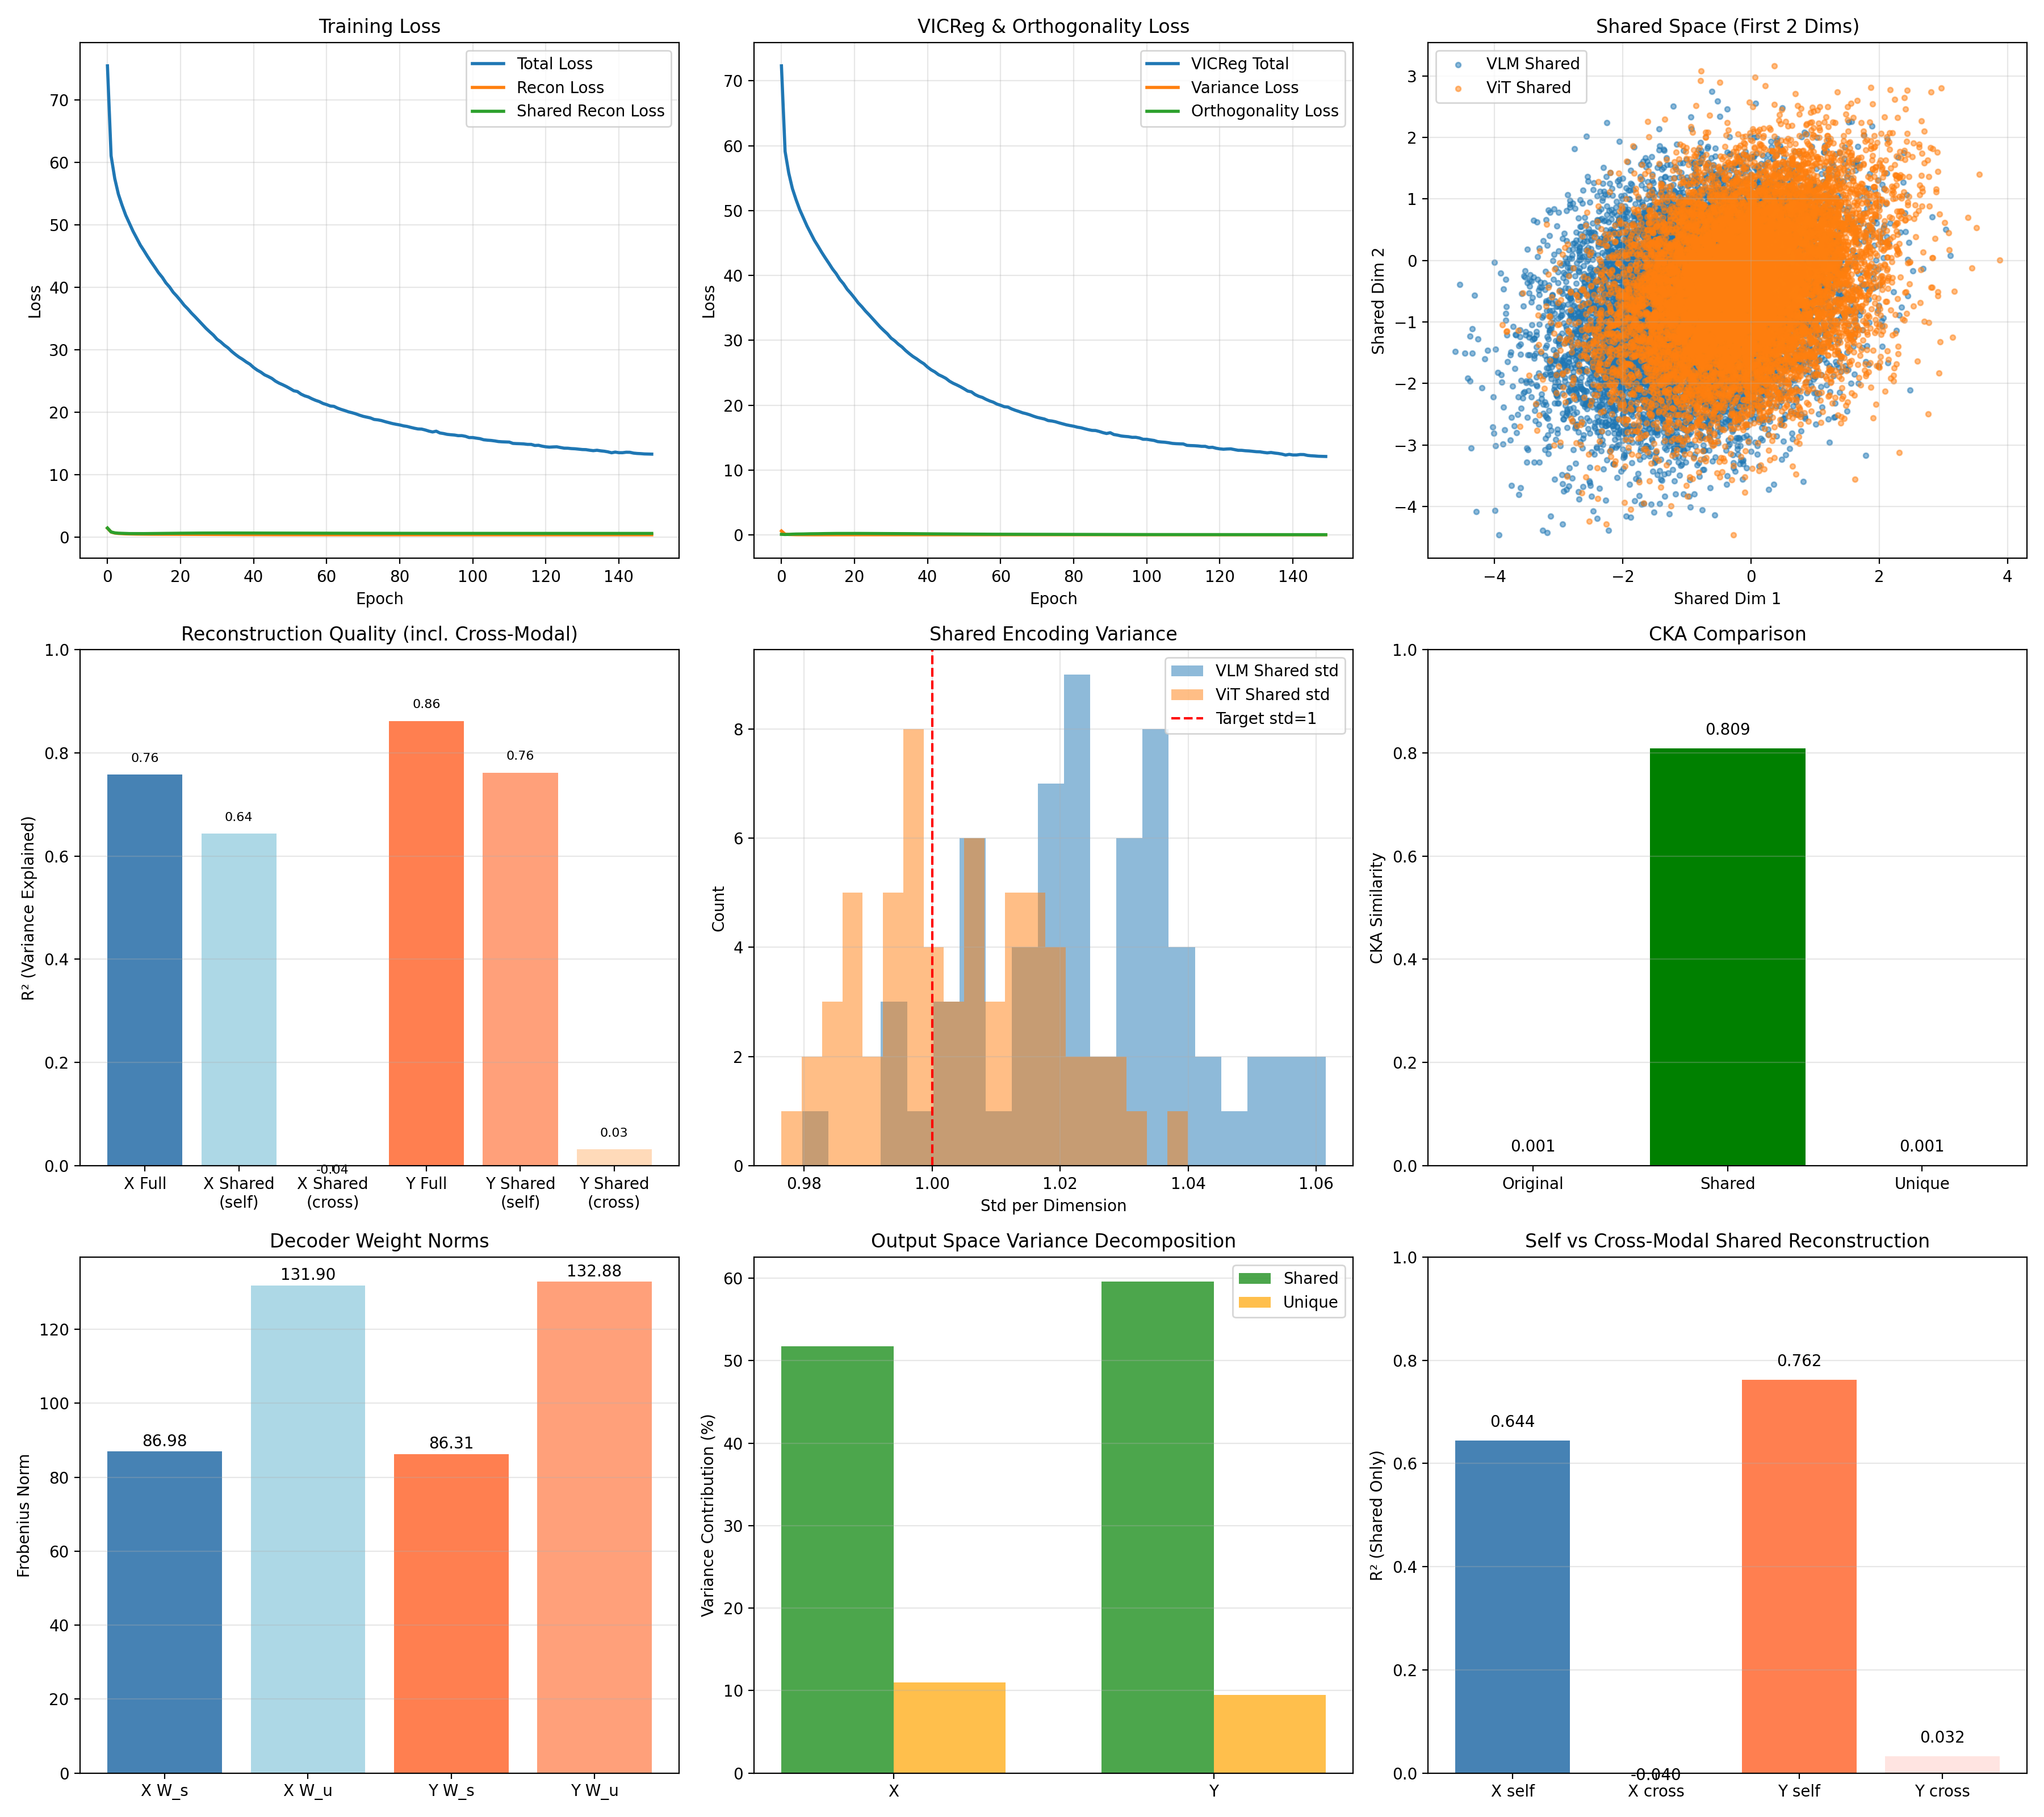 Training Loss
Total Loss
Recon Loss
Shared Recon Loss
70
60
50
40
30
20
10
0
Loss
0 20 40 60 80 100 120 140
Epoch
VICReg & Orthogonality Loss
VICReg Total
Variance Loss
Orthogonality Loss
70
60
50
40
30
20
10
0
Loss
0 20 40 60 80 100 120 140
Epoch
Shared Space (First 2 Dims)
VLM Shared
ViT Shared
3
2
1
0
−1
−2
−3
−4
Shared Dim 2
−4 −2 0 2 4
Shared Dim 1
Reconstruction Quality (incl. Cross-Modal)
1.0
0.8
0.6
0.4
0.2
0.0
R² (Variance Explained)
0.76
0.64
-0.04
0.86
0.76
0.03
X Full
X Shared
(self)
X Shared
(cross)
Y Full
Y Shared
(self)
Y Shared
(cross)
Shared Encoding Variance
VLM Shared std
ViT Shared std
Target std=1
8
6
4
2
0
Count
0.98 1.00 1.02 1.04 1.06
Std per Dimension
CKA Comparison
1.0
0.8
0.6
0.4
0.2
0.0
CKA Similarity
0.001
0.809
0.001
Original Shared Unique
Decoder Weight Norms
120
100
80
60
40
20
0
Frobenius Norm
86.98
131.90
86.31
132.88
X W_s X W_u Y W_s Y W_u
Output Space Variance Decomposition
Shared
Unique
60
50
40
30
20
10
0
Variance Contribution (%)
X Y
Self vs Cross-Modal Shared Reconstruction
1.0
0.8
0.6
0.4
0.2
0.0
R² (Shared Only)
0.644
-0.040
0.762
0.032
X self X cross Y self Y cross